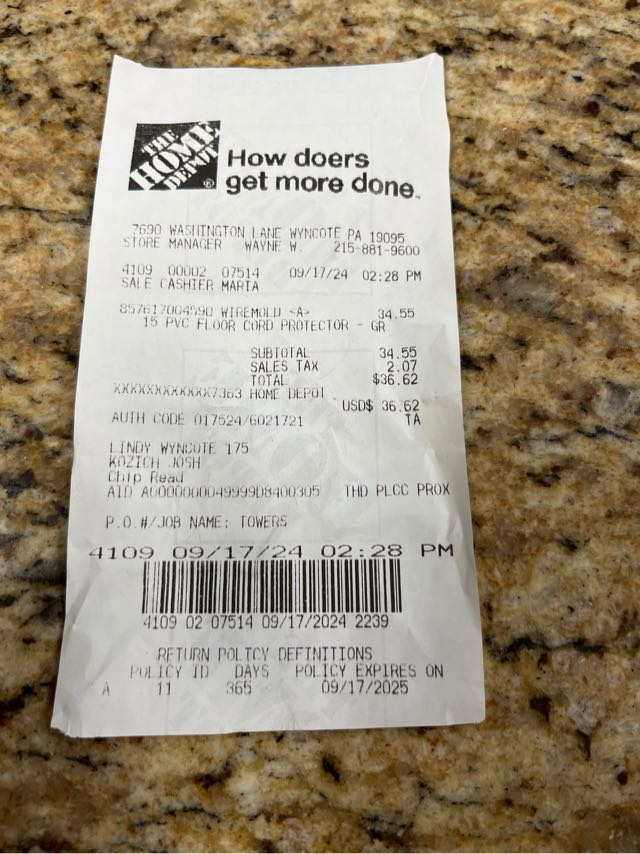 THE
HOME
DEPOT
®
How doers
get more done™
7690 WASHINGTON LANE WYNCOTE PA 19095
STORE MANAGER WAYNE W. 215-881-9600
4109 00002 07514 09/17/24 02:28 PM
SALE CASHIER MARIA
857617004590 WIREMOLD <A> 34.55
15 PVC FLOOR CORD PROTECTOR - GR
SUBTOTAL 34.55
SALES TAX 2.07
TOTAL $36.62
XXXXXXXXXXXX7363 HOME DEPOT
USD$ 36.62
AUTH CODE 017524/6021721 TA
LINDY WYNCOTE 175
KOZICH JOSH
Chip Read
AID A0000000049999D8400305 THD PLCC PROX
P.O.#/JOB NAME: TOWERS
4109 09/17/24 02:28 PM
4109 02 07514 09/17/2024 2239
RETURN POLICY DEFINITIONS
POLICY ID DAYS POLICY EXPIRES ON
A 11 365 09/17/2025